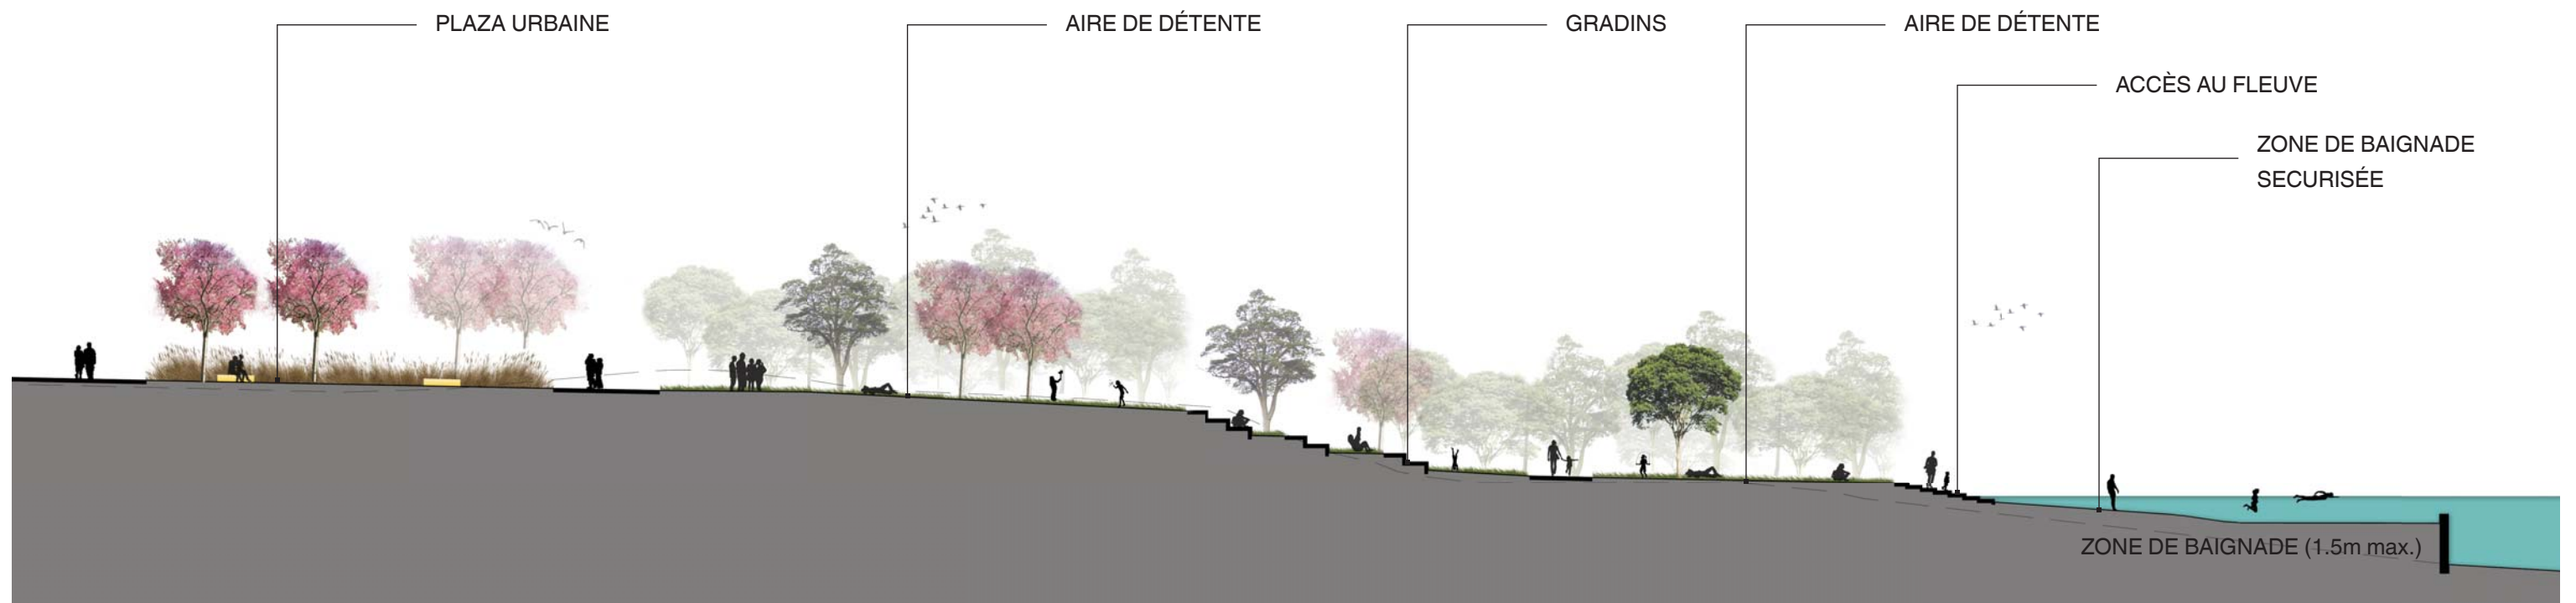 PLAZA URBAINE
AIRE DE DÉTENTE
GRADINS
AIRE DE DÉTENTE
ACCÈS AU FLEUVE
ZONE DE BAIGNADE
SECURISÉE
ZONE DE BAIGNADE (1.5m max.)